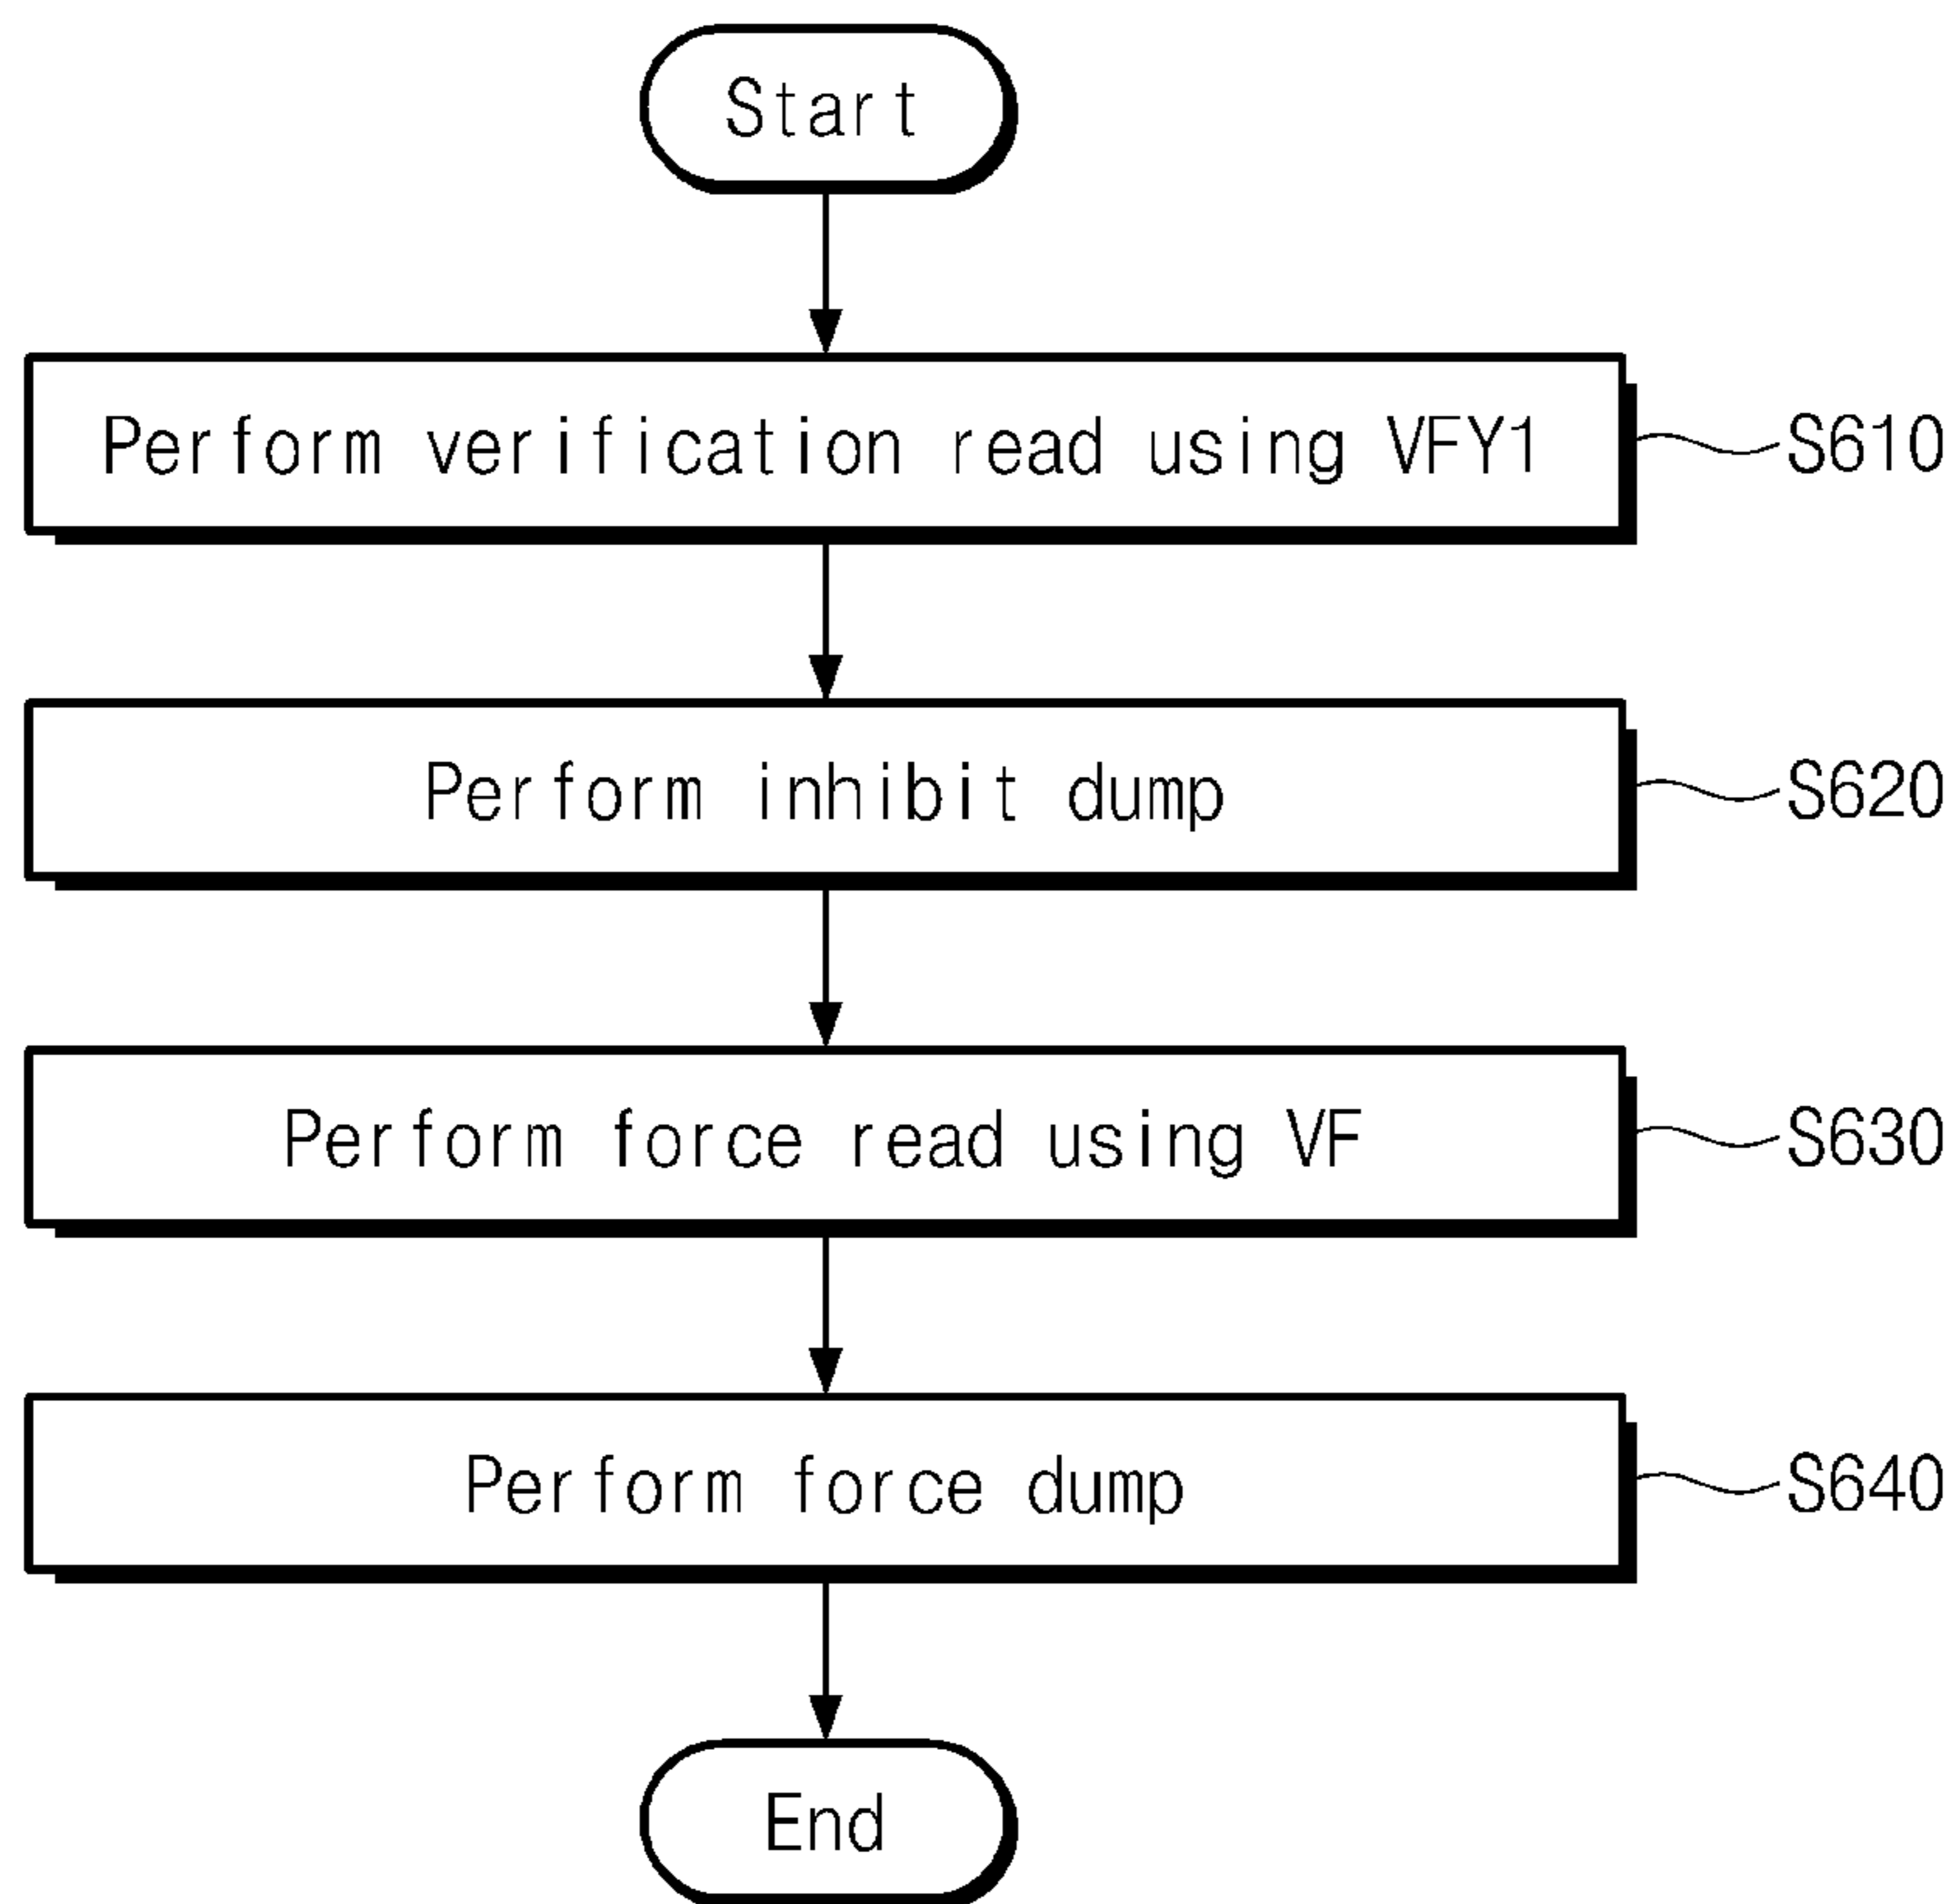 Start
Perform verification read using VFY1
S610
Perform inhibit dump
S620
Perform force read using VF
S630
Perform force dump
S640
End